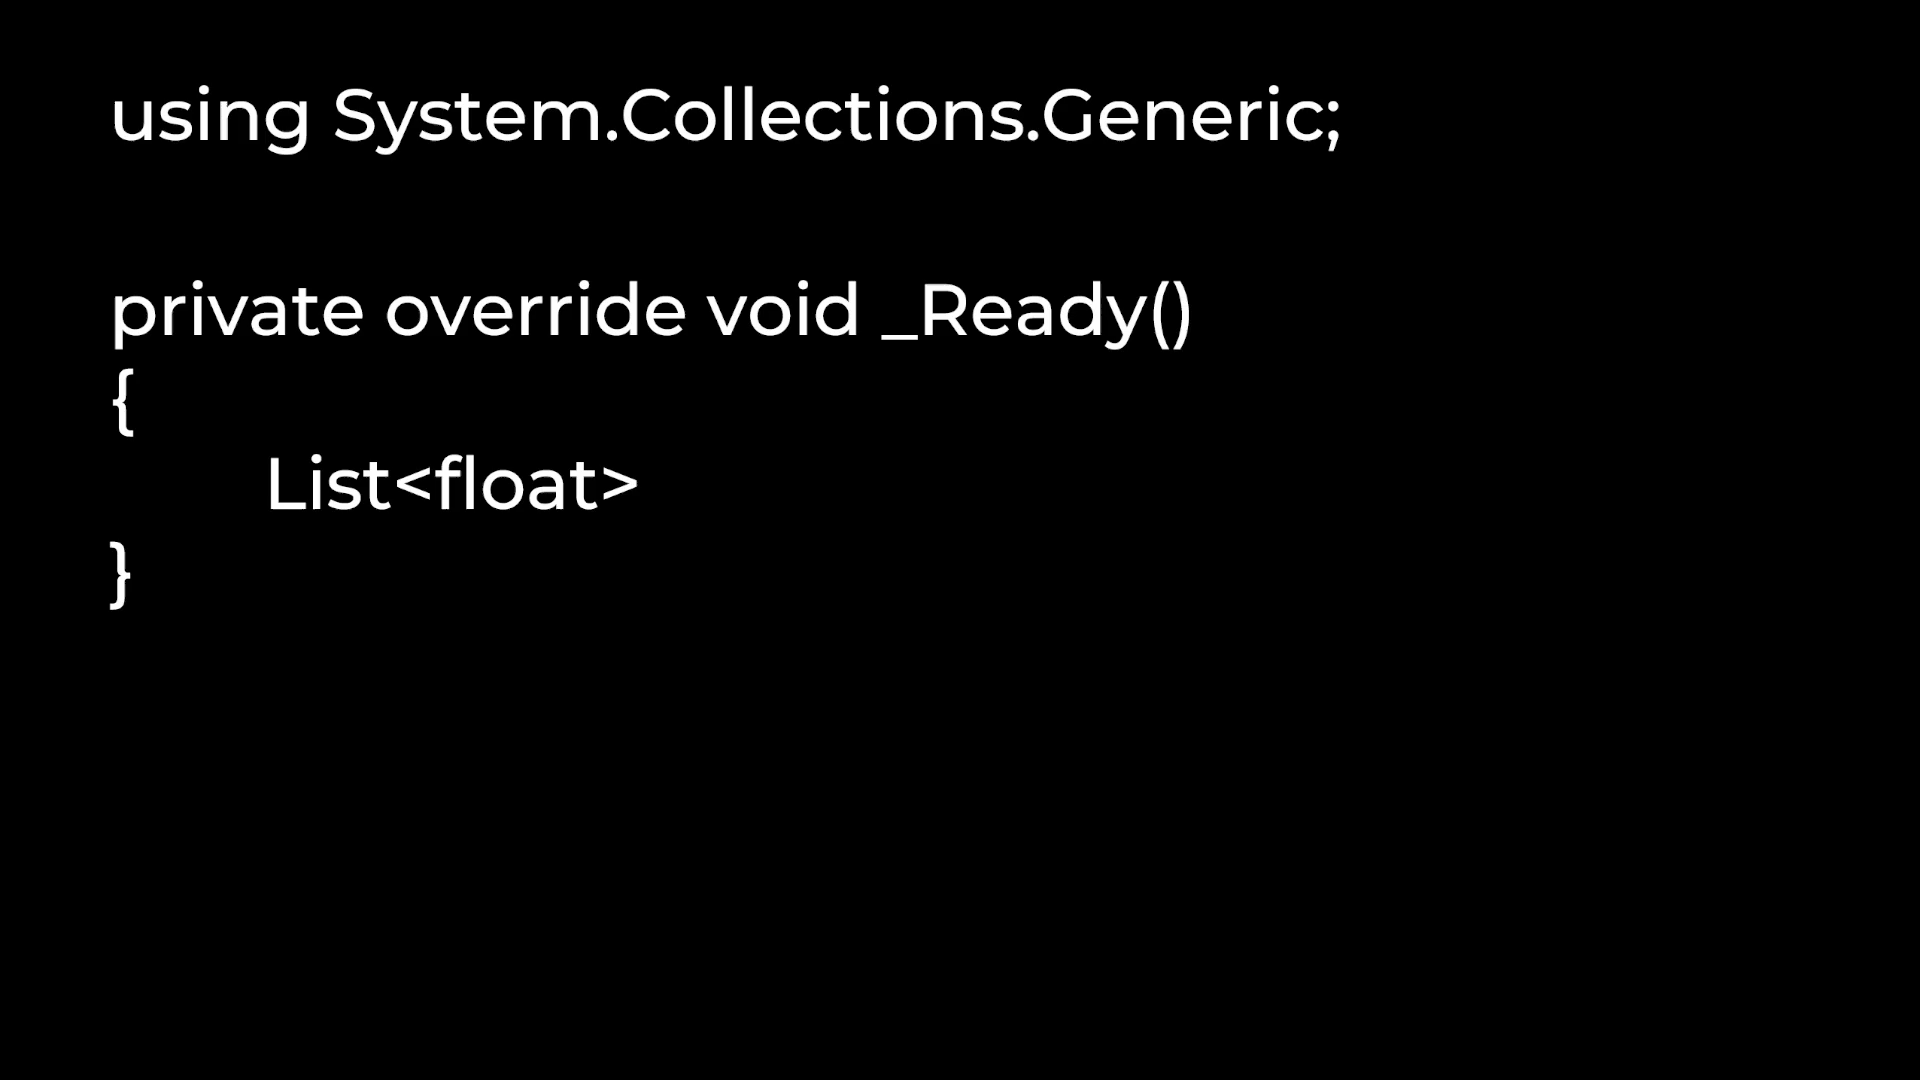 using System.Collections.Generic;
private override void _Ready()
{
List<float>
}